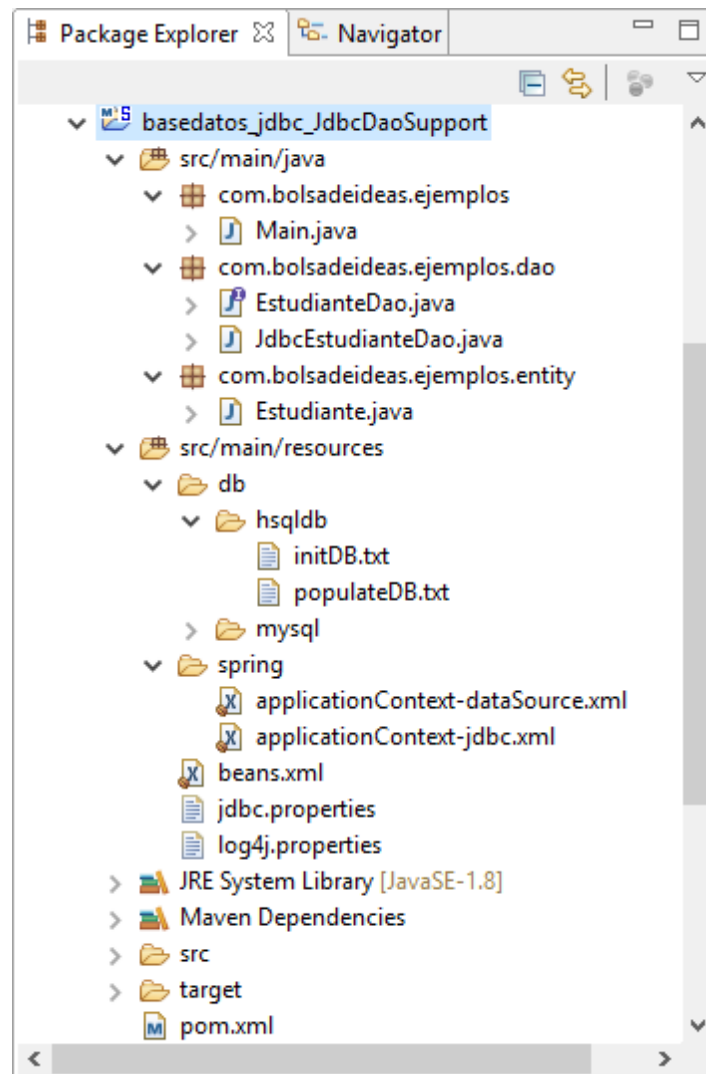 Package Explorer Navigator
basedatos_jdbc_JdbcDaoSupport
src/main/java
com.bolsadeideas.ejemplos
Main.java
com.bolsadeideas.ejemplos.dao
EstudianteDao.java
JdbcEstudianteDao.java
com.bolsadeideas.ejemplos.entity
Estudiante.java
src/main/resources
db
hsqldb
initDB.txt
populateDB.txt
mysql
spring
applicationContext-dataSource.xml
applicationContext-jdbc.xml
beans.xml
jdbc.properties
log4j.properties
JRE System Library [JavaSE-1.8]
Maven Dependencies
src
target
pom.xml